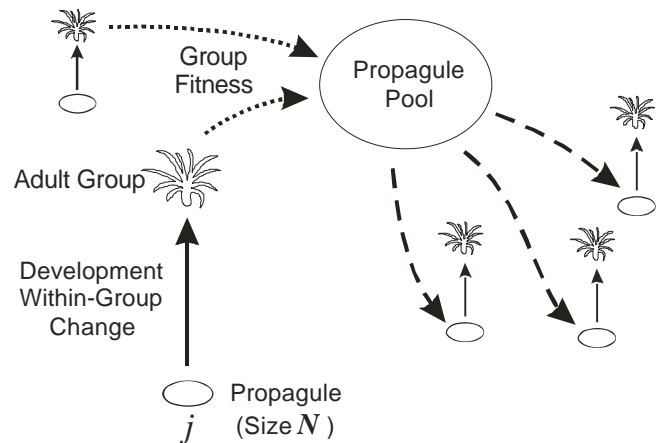 Group
Fitness
Propagule
Pool
Adult Group
Development
Within-Group
Change
Propagule
j (Size N )